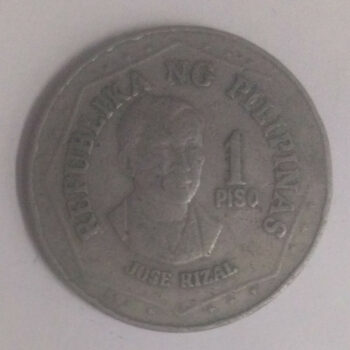 REPUBLIKA NG PILIPINAS
1
PISO
JOSE RIZAL